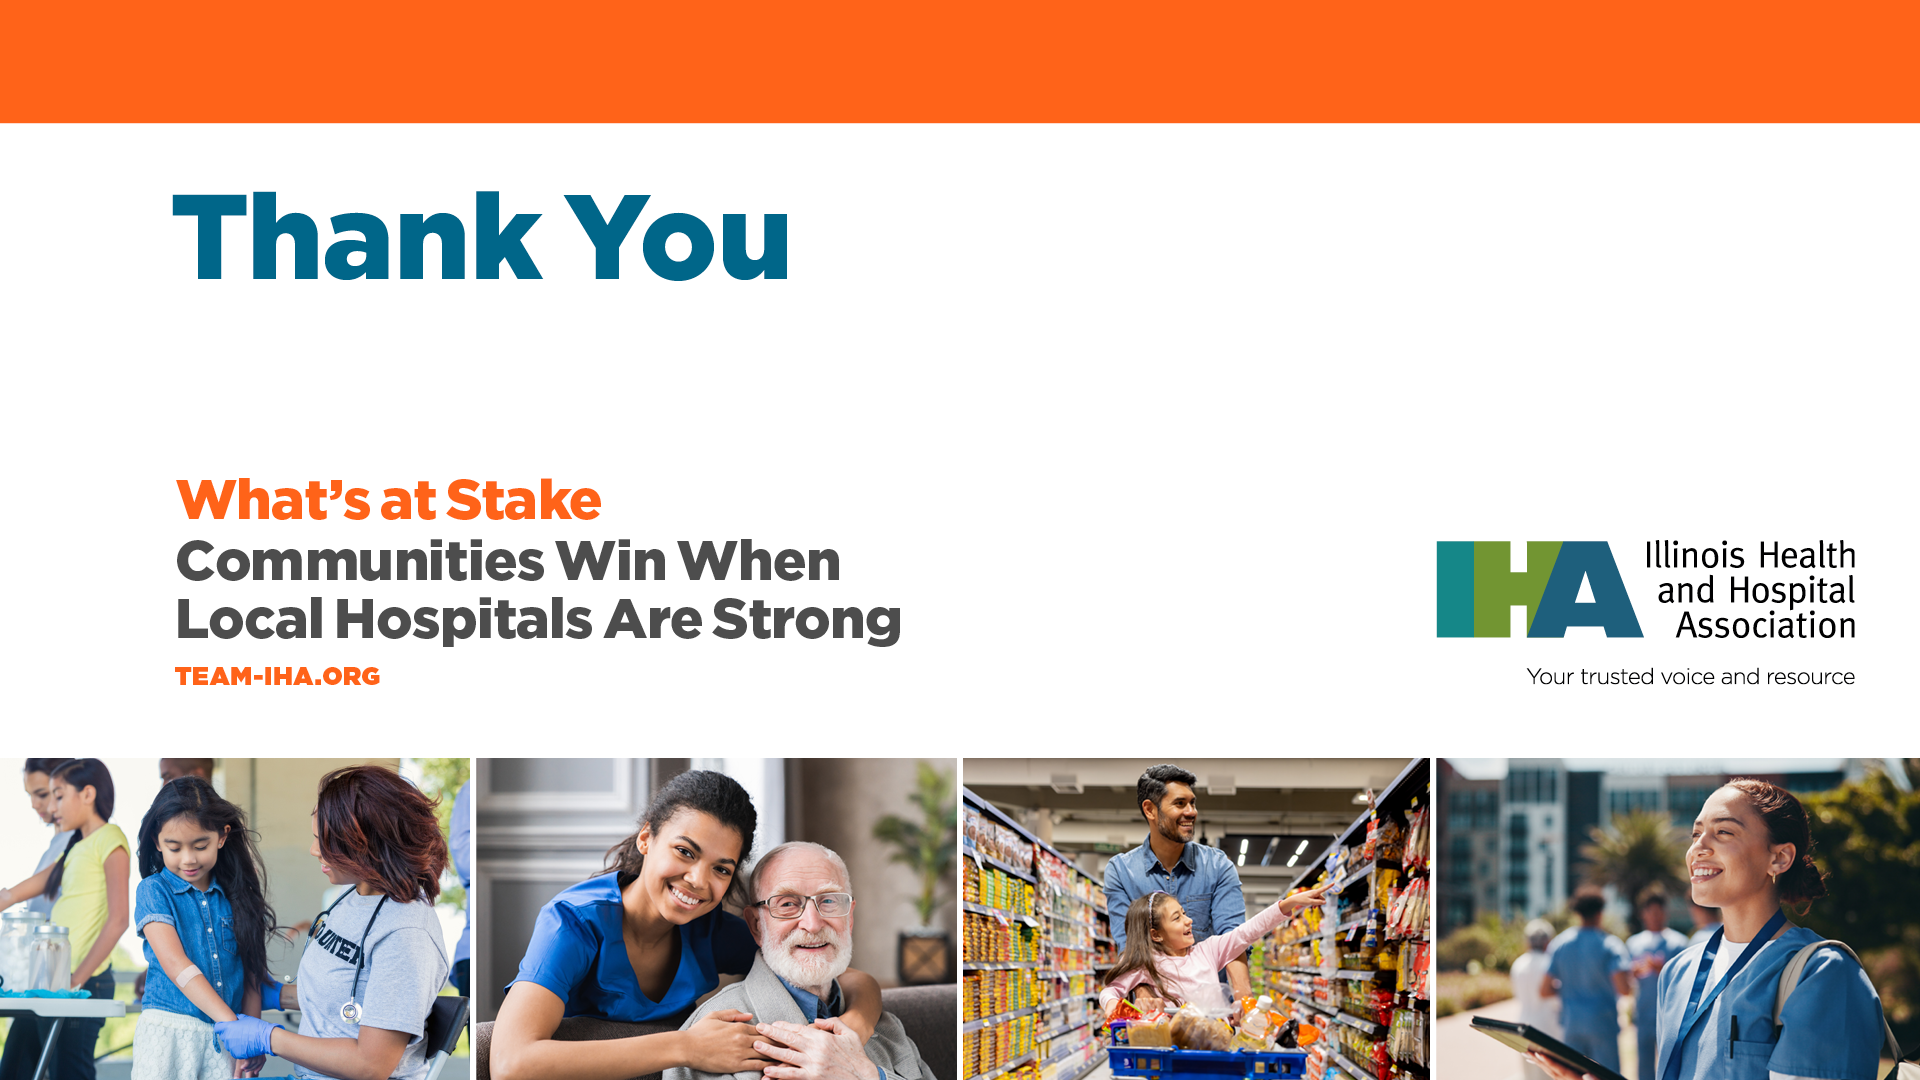 Thank You
What's at Stake
Communities Win When
Local Hospitals Are Strong
TEAM-IHA.ORG
IHA
Illinois Health
and Hospital
Association
Your trusted voice and resource